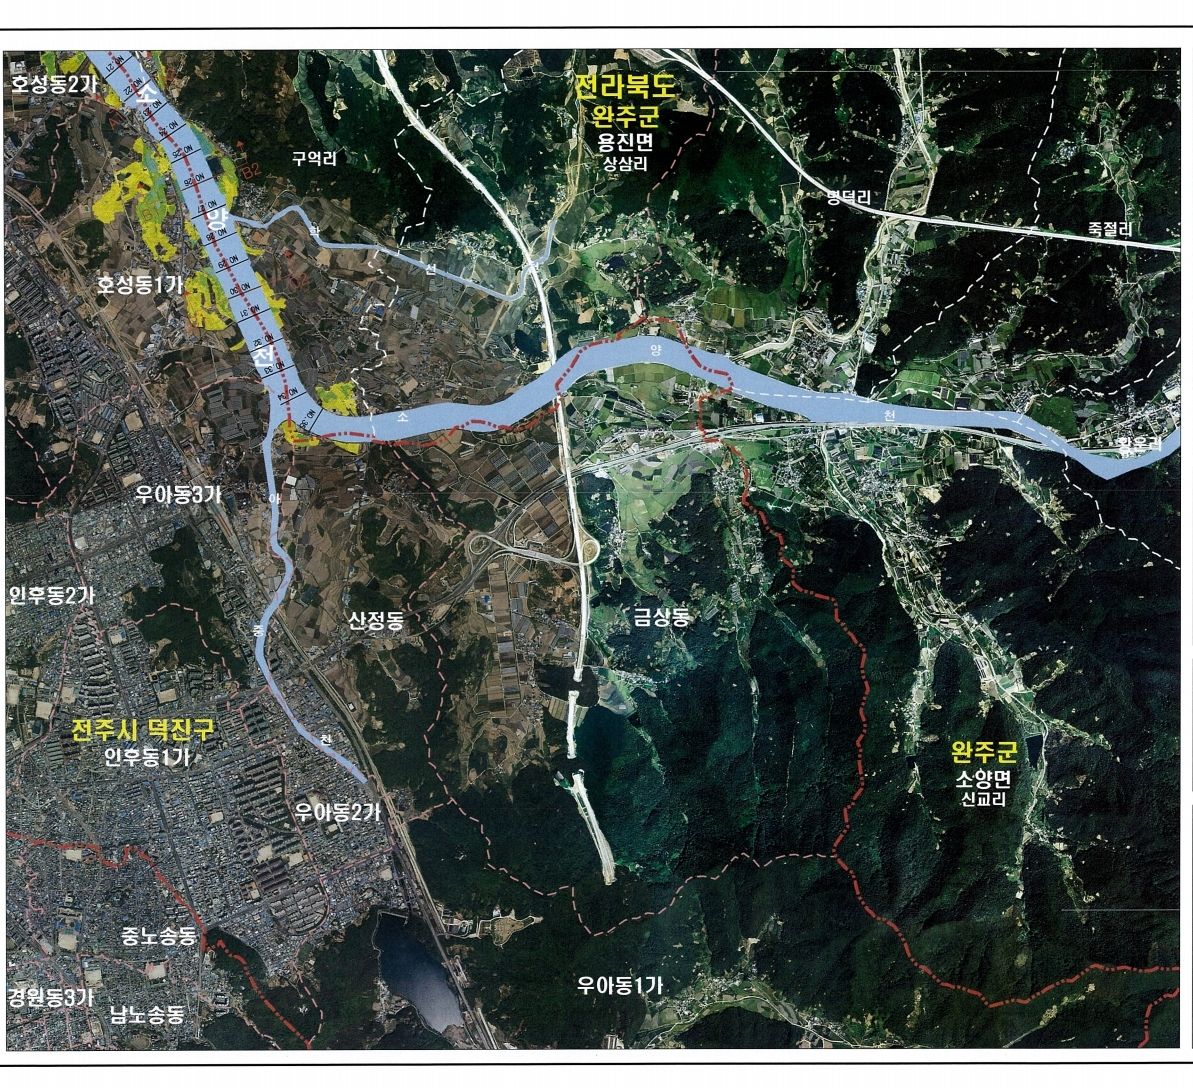 호성동2가
소
전라북도
완주군
용진면
상삼리
구억리
B2
명덕리
양
죽절리
화
선
호성동1가
천
양
소
천
황운리
우아동3가
아
인후동2가
산정동
금상동
중
전주시 덕진구
인후동1가
천
완주군
소양면
신교리
우아동2가
중노송동
우아동1가
경원동3가
남노송동